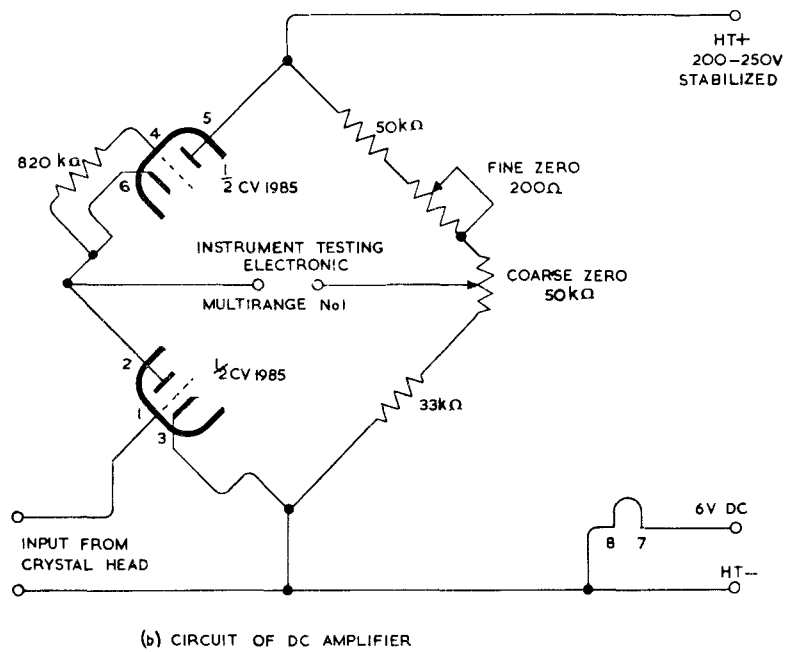 HT+
200-250V
STABILIZED
50kΩ
5
4
820 kΩ
6
1/2 CV 1985
FINE ZERO
200Ω
INSTRUMENT TESTING
ELECTRONIC
MULTIRANGE No1
COARSE ZERO
50kΩ
2
1/2 CV 1985
1
3
33kΩ
6V DC
8 7
INPUT FROM
CRYSTAL HEAD
HT-
(b) CIRCUIT OF DC AMPLIFIER